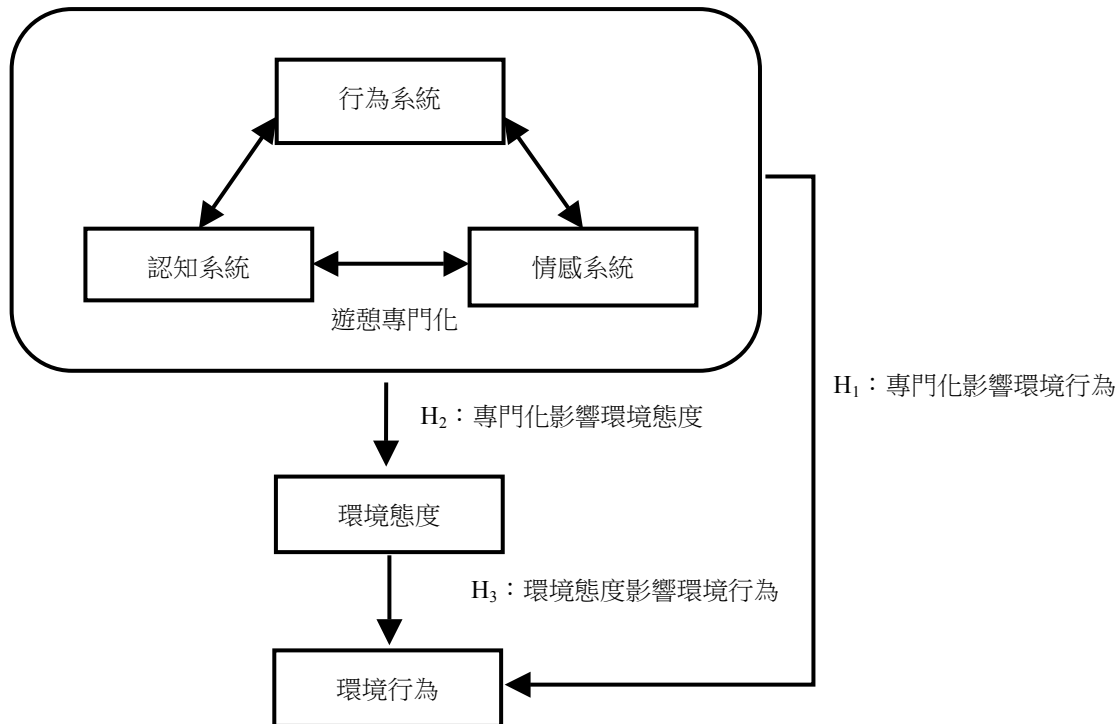 行為系統
認知系統
情感系統
遊憩專門化
H₁：專門化影響環境行為
H₂：專門化影響環境態度
環境態度
H₃：環境態度影響環境行為
環境行為